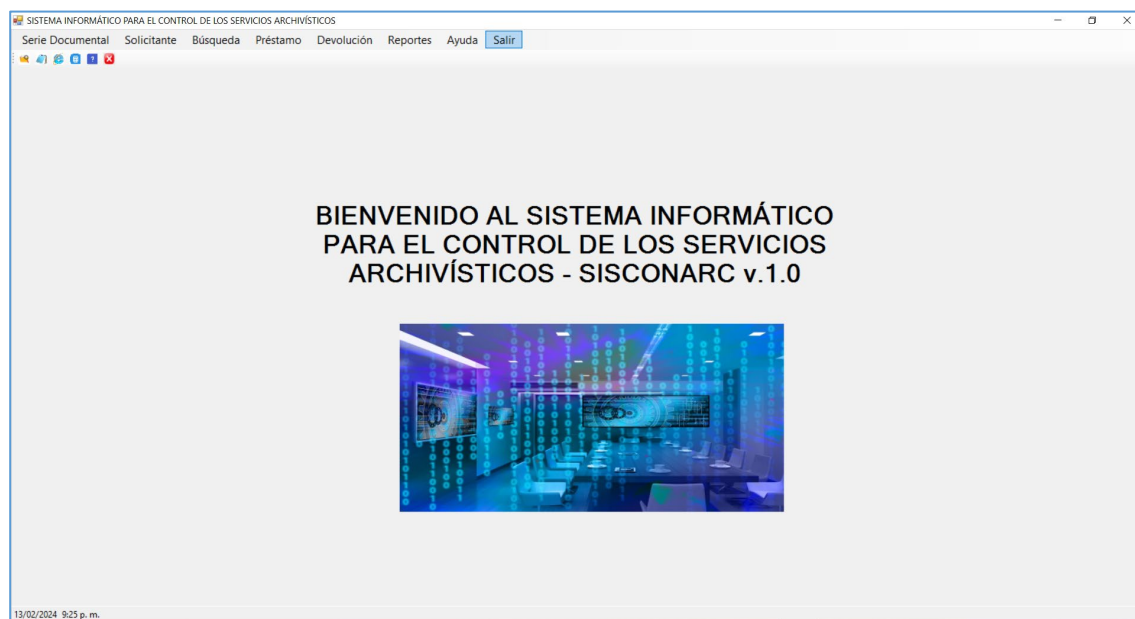 SISTEMA INFORMÁTICO PARA EL CONTROL DE LOS SERVICIOS ARCHIVÍSTICOS
Serie Documental Solicitante Búsqueda Préstamo Devolución Reportes Ayuda Salir
BIENVENIDO AL SISTEMA INFORMÁTICO
PARA EL CONTROL DE LOS SERVICIOS
ARCHIVÍSTICOS - SISCONARC v.1.0
13/02/2024 9:25 p. m.